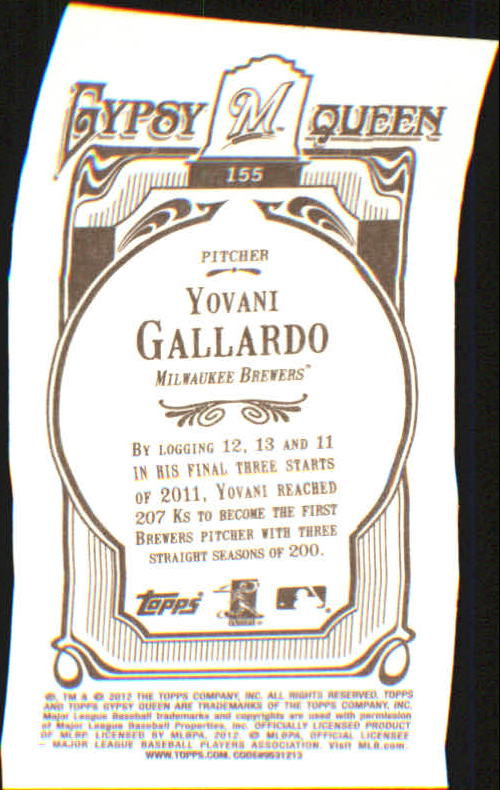 GYPSY M QUEEN
155
PITCHER
YOVANI
GALLARDO
MILWAUKEE BREWERS™
BY LOGGING 12, 13 AND 11
IN HIS FINAL THREE STARTS
OF 2011, YOVANI REACHED
207 KS TO BECOME THE FIRST
BREWERS PITCHER WITH THREE
STRAIGHT SEASONS OF 200.
Topps
®, TM & © 2012 THE TOPPS COMPANY, INC. ALL RIGHTS RESERVED. TOPPS
AND TOPPS GYPSY QUEEN ARE TRADEMARKS OF THE TOPPS COMPANY, INC.
Major League Baseball trademarks and copyrights are used with permission
of Major League Baseball Properties, Inc. OFFICIALLY LICENSED PRODUCT
OF MLBP LICENSED BY MLBPA, 2012. © MLBPA, OFFICIAL LICENSEE
- MAJOR LEAGUE BASEBALL PLAYERS ASSOCIATION. Visit MLB.com.
WWW.TOPPS.COM. CODE#9531213